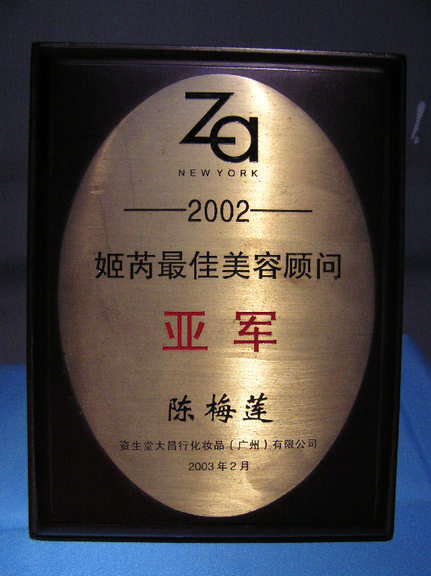 Za
NEW YORK
——2002——
姬芮最佳美容顾问
亚军
陈梅莲
资生堂大昌行化妆品（广州）有限公司
2003年2月